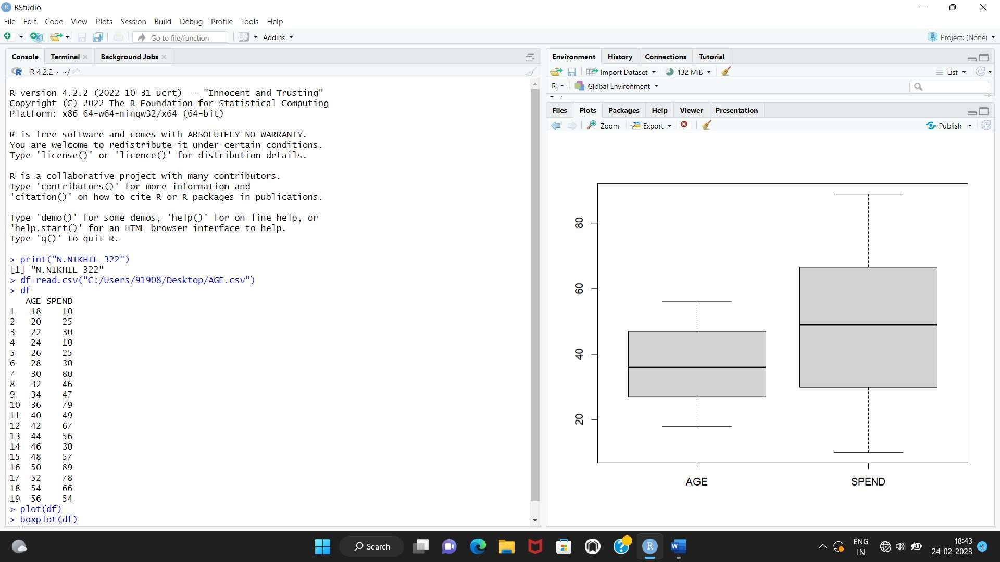 RStudio
File Edit Code View Plots Session Build Debug Profile Tools Help
Go to file/function Addins Project: (None)
Console Terminal Background Jobs
R 4.2.2 · ~/
R version 4.2.2 (2022-10-31 ucrt) -- "Innocent and Trusting"
Copyright (C) 2022 The R Foundation for Statistical Computing
Platform: x86_64-w64-mingw32/x64 (64-bit)
R is free software and comes with ABSOLUTELY NO WARRANTY.
You are welcome to redistribute it under certain conditions.
Type 'license()' or 'licence()' for distribution details.
R is a collaborative project with many contributors.
Type 'contributors()' for more information and
'citation()' on how to cite R or R packages in publications.
Type 'demo()' for some demos, 'help()' for on-line help, or
'help.start()' for an HTML browser interface to help.
Type 'q()' to quit R.
> print("N.NIKHIL 322")
[1] "N.NIKHIL 322"
> df=read.csv("C:/Users/91908/Desktop/AGE.csv")
> df
AGE SPEND
1 18 10
2 20 25
3 22 30
4 24 10
5 26 25
6 28 30
7 30 80
8 32 46
9 34 47
10 36 79
11 40 49
12 42 67
13 44 56
14 46 30
15 48 57
16 50 89
17 52 78
18 54 66
19 56 54
> plot(df)
> boxplot(df)
Environment History Connections Tutorial
Import Dataset 132 MiB List
R Global Environment
Files Plots Packages Help Viewer Presentation
Zoom Export Publish
80
60
40
20
AGE SPEND
Search
ENG
IN
18:43
24-02-2023
4